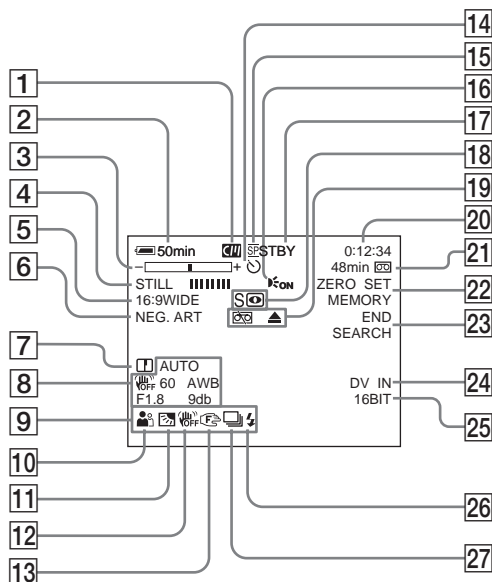 14
15
16
17
18
19
20
21
22
23
24
25
26
27
1
2
3
4
5
6
7
8
9
10
11
12
13
50min
SP STBY
0:12:34
− +
48min
ON
STILL
ZERO SET
MEMORY
16:9WIDE
S
NEG. ART
END
SEARCH
AUTO
OFF 60 AWB
DV IN
F1.8 9db
16BIT
OFF
F